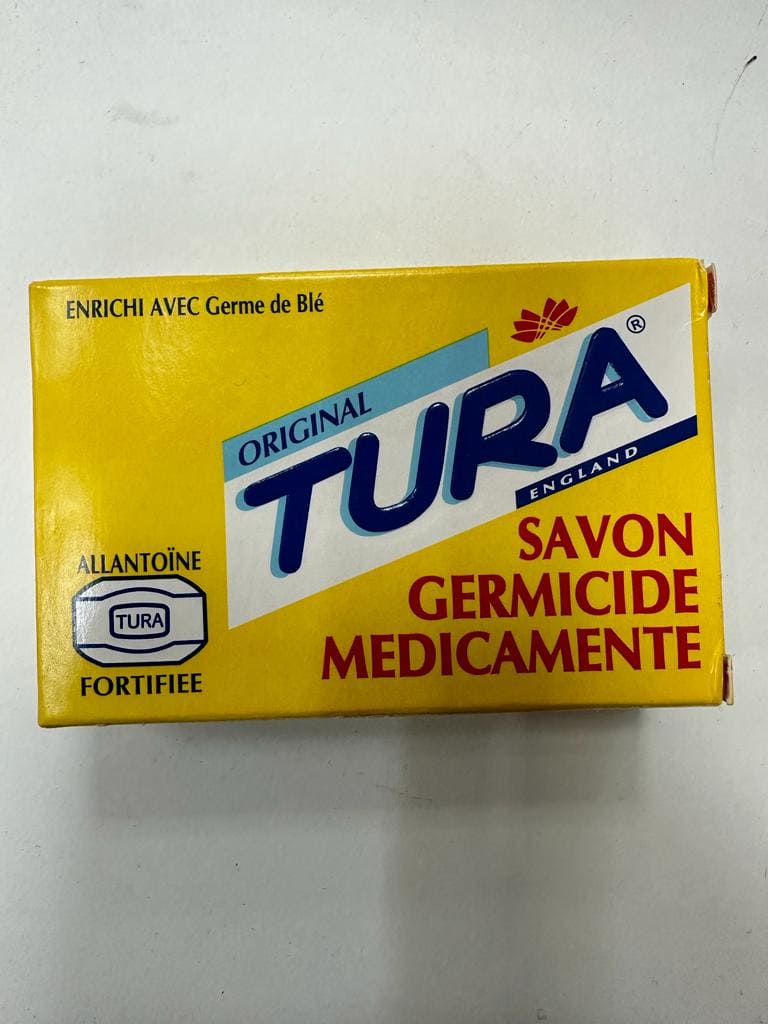 ENRICHI AVEC Germe de Blé
ORIGINAL
TURA®
ENGLAND
SAVON
GERMICIDE
MEDICAMENTE
ALLANTOÏNE
TURA
FORTIFIEE